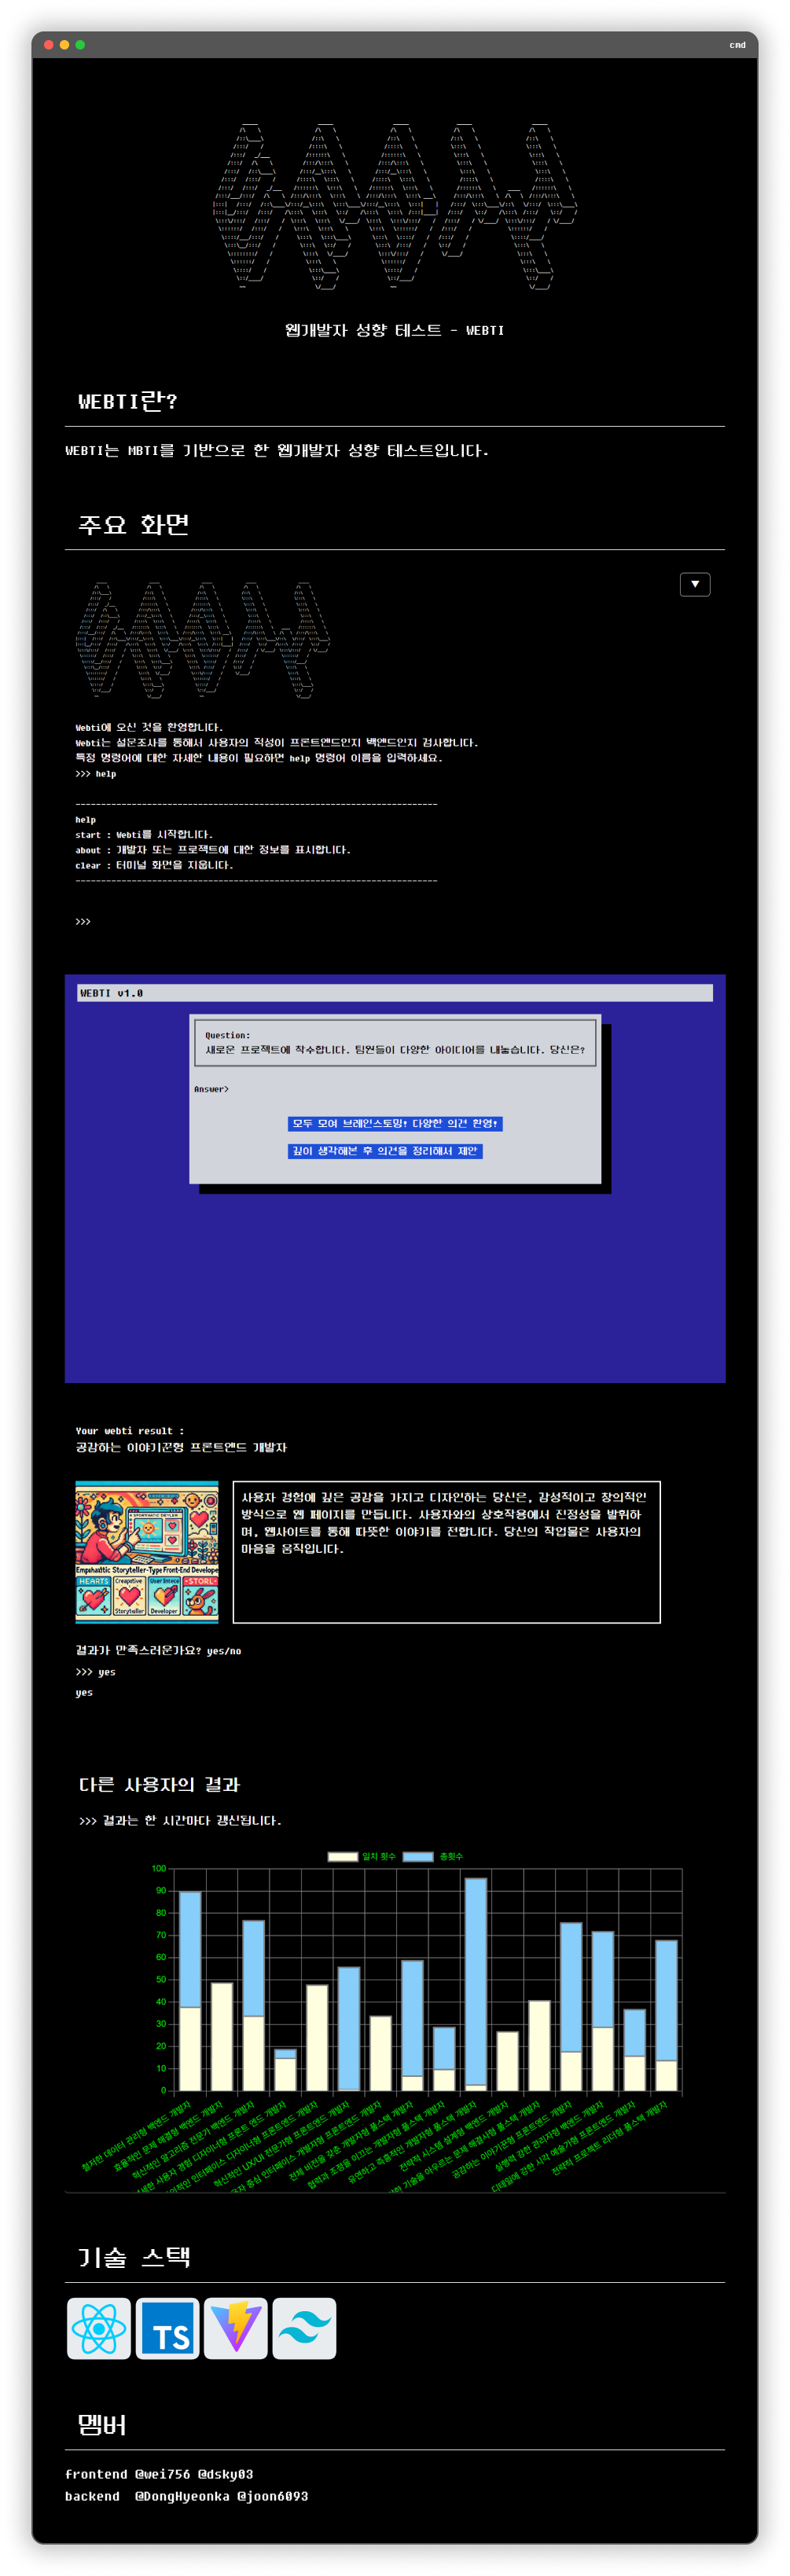 cmd
웹개발자 성향 테스트 - WEBTI
WEBTI란?
WEBTI는 MBTI를 기반으로 한 웹개발자 성향 테스트입니다.
주요 화면
▼
Webti에 오신 것을 환영합니다.
Webti는 설문조사를 통해서 사용자의 적성이 프론트엔드인지 백엔드인지 검사합니다.
특정 명령어에 대한 자세한 내용이 필요하면 help 명령어 이름을 입력하세요.
>>> help
------------------------------------------------------------------------
help
start : Webti를 시작합니다.
about : 개발자 또는 프로젝트에 대한 정보를 표시합니다.
clear : 터미널 화면을 지웁니다.
------------------------------------------------------------------------
>>>
WEBTI v1.0
Question:
새로운 프로젝트에 착수합니다. 팀원들이 다양한 아이디어를 내놓습니다. 당신은?
Answer>
모두 모여 브레인스토밍! 다양한 의견 환영!
깊이 생각해본 후 의견을 정리해서 제안
Your webti result :
공감하는 이야기꾼형 프론트엔드 개발자
사용자 경험에 깊은 공감을 가지고 디자인하는 당신은, 감성적이고 창의적인
방식으로 웹 페이지를 만듭니다. 사용자와의 상호작용에서 진정성을 발휘하
며, 웹사이트를 통해 따뜻한 이야기를 전합니다. 당신의 작업물은 사용자의
마음을 움직입니다.
Storyteller-Type Front-End Develope
HEARTS
Developer
결과가 만족스러운가요? yes/no
>>> yes
yes
다른 사용자의 결과
>>> 결과는 한 시간마다 갱신됩니다.
일치 횟수 총횟수
100
90
80
70
60
50
40
30
20
10
0
철저한 데이터 관리형 백엔드 개발자
효율적인 문제 해결형 백엔드 개발자
혁신적인 알고리즘 전문가 백엔드 개발자
세한 사용자 경험 디자이너형 프론트 엔드 개발자
적인 인터페이스 디자이너형 프론트엔드 개발자
혁신적인 UX/UI 전문가형 프론트엔드 개발자
용자 중심 인터페이스 개발자형 프론트엔드 개발자
전체 비전을 갖춘 개발자형 풀스택 개발자
협력과 조정을 이끄는 개발자형 풀스택 개발자
유연하고 즉흥적인 개발자형 풀스택 개발자
전략적 시스템 설계형 백엔드 개발자
기술을 아우르는 문제 해결사형 풀스택 개발자
공감하는 이야기꾼형 프론트엔드 개발자
실행력 강한 관리자형 백엔드 개발자
디테일에 강한 시각 예술가형 프론트엔드 개발자
전략적 프로젝트 리더형 풀스택 개발자
기술 스택
TS
멤버
frontend @wei756 @dsky03
backend @DongHyeonka @joon6093